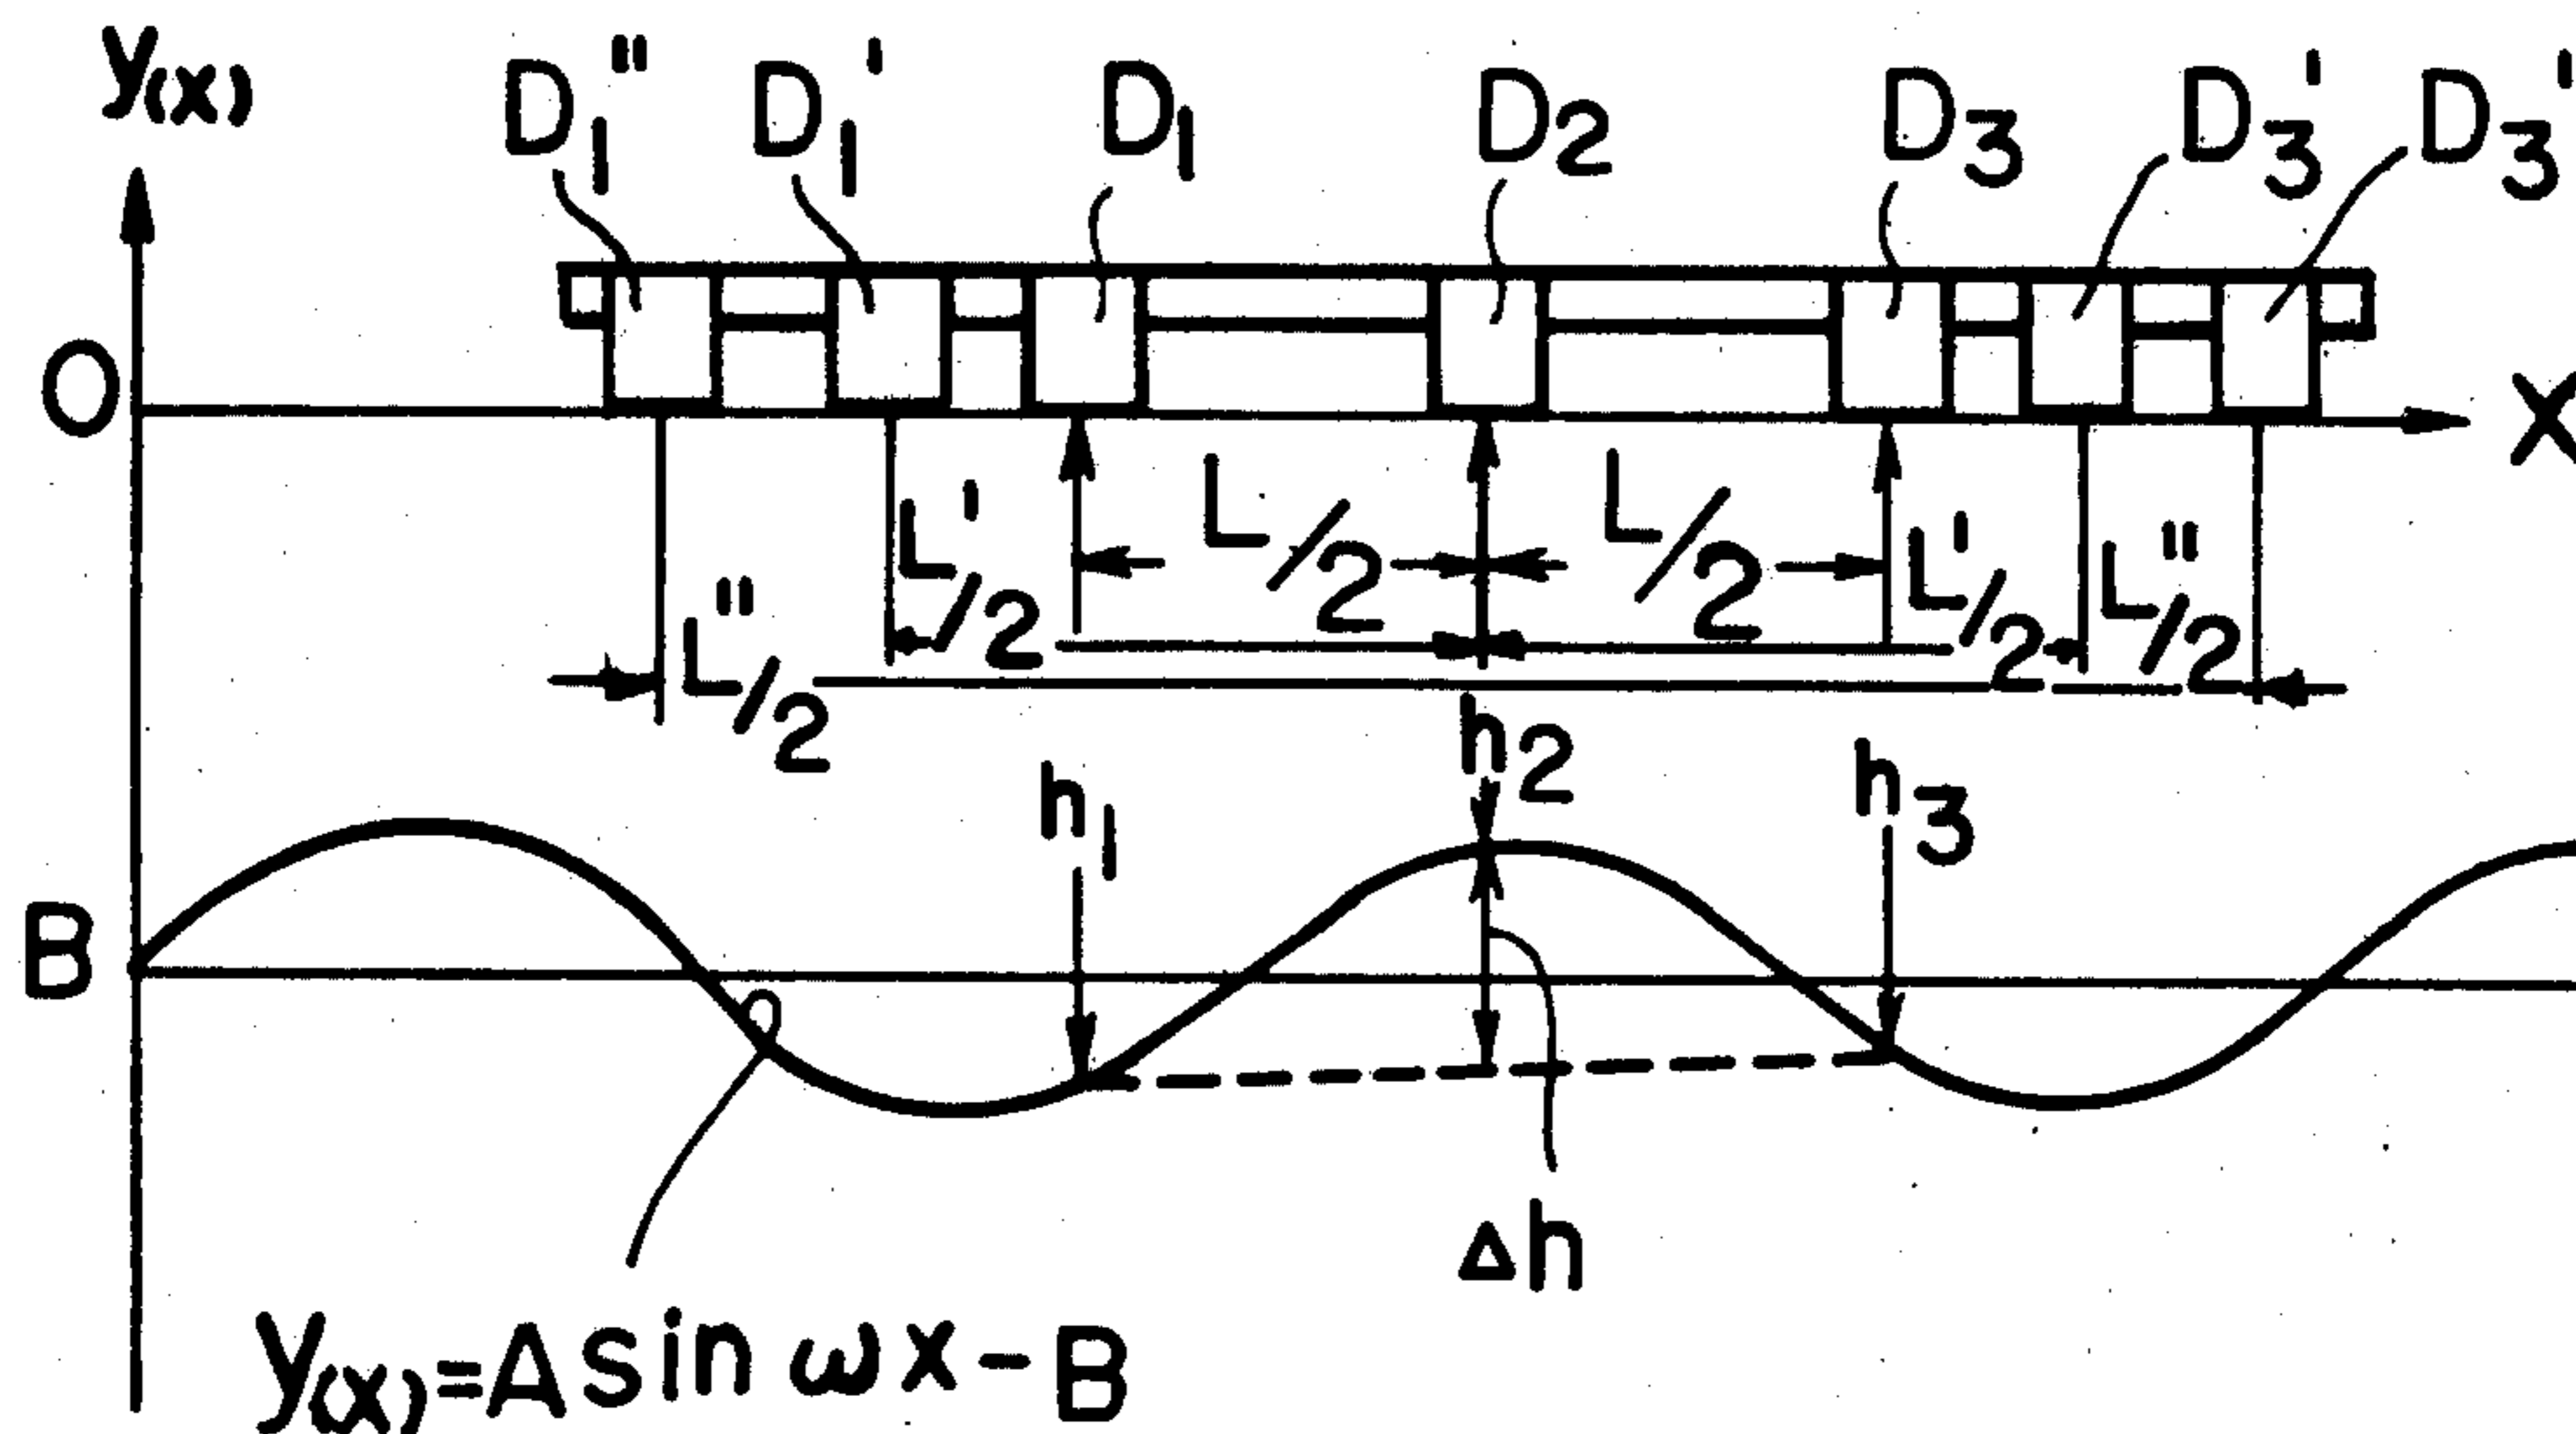 y(x)
D1" D1' D1 D2 D3 D3' D3'
O
X
L/2 L/2
L'/2 L'/2
L"/2 L"/2
h1 h2 h3
B
Δh
y(x)=A sin ωx-B